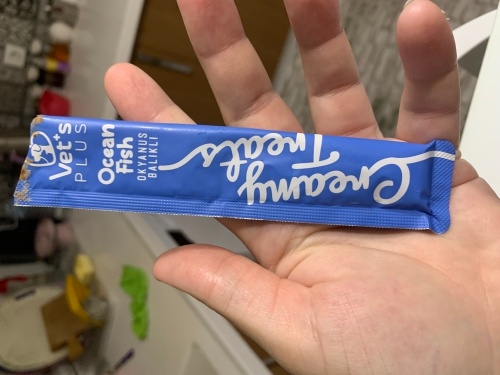 Vet's
PLUS
Ocean
fish
OKYANUS
BALIKLI
Creamy
Treats